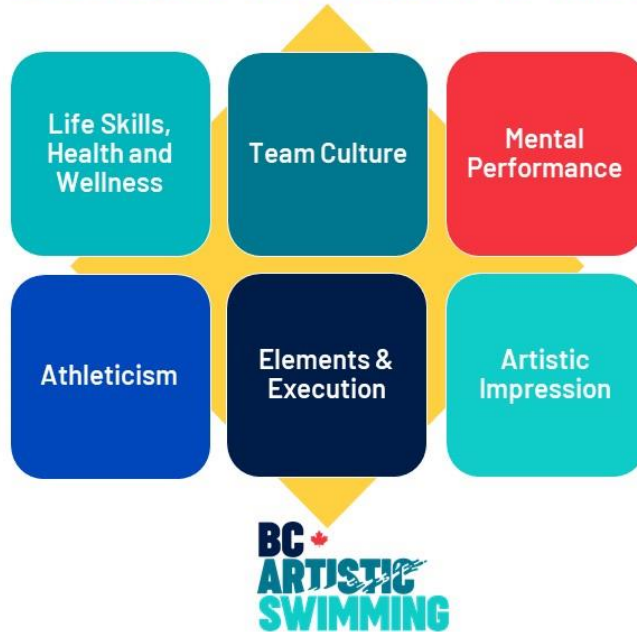 Life Skills,
Health and
Wellness
Team Culture
Mental
Performance
Athleticism
Elements &
Execution
Artistic
Impression
BC
ARTISTIC
SWIMMING